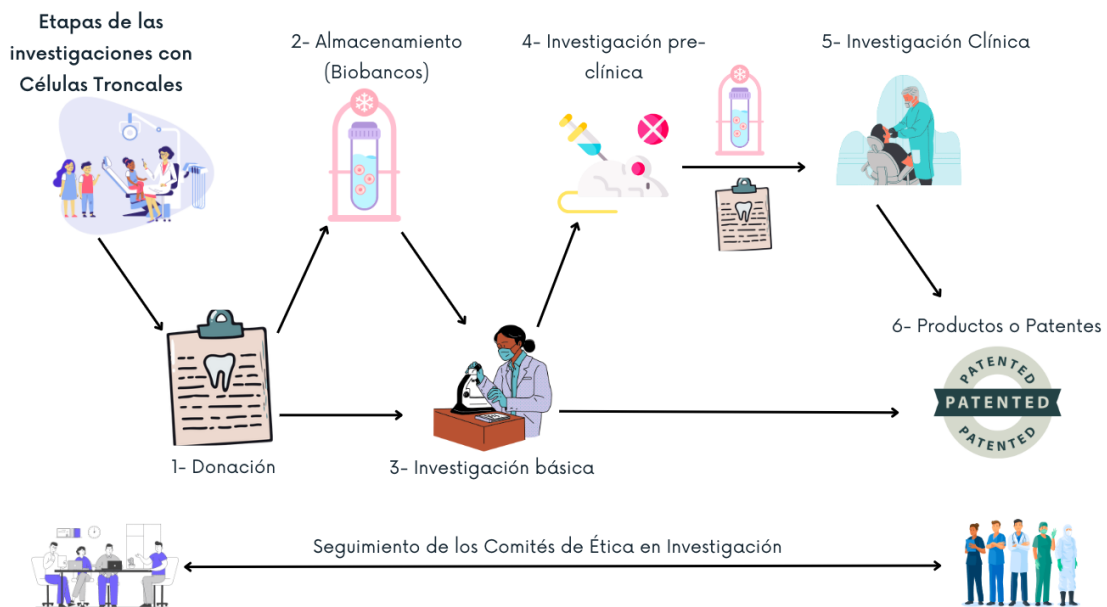 Etapas de las
investigaciones con
Células Troncales
2- Almacenamiento
(Biobancos)
4- Investigación pre-
clínica
5- Investigación Clínica
6- Productos o Patentes
PATENTED
PATENTED
PATENTED
1- Donación
3- Investigación básica
Seguimiento de los Comités de Ética en Investigación